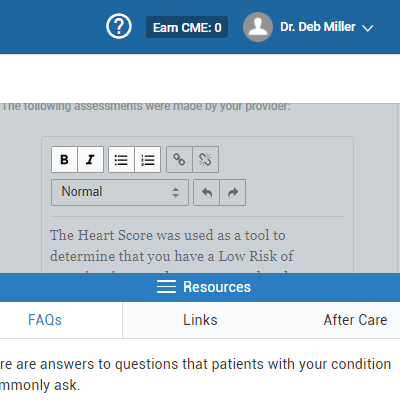 Earn CME: 0
Dr. Deb Miller
The following assessments were made by your provider:
B I
Normal
The Heart Score was used as a tool to
determine that you have a Low Risk of
Resources
FAQs Links After Care
re are answers to questions that patients with your condition
mmonly ask.